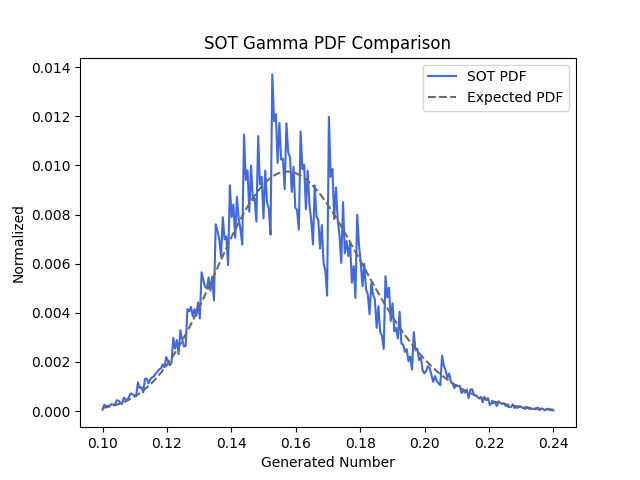 SOT Gamma PDF Comparison
SOT PDF
Expected PDF
0.014
0.012
0.010
0.008
0.006
0.004
0.002
0.000
Normalized
0.10 0.12 0.14 0.16 0.18 0.20 0.22 0.24
Generated Number